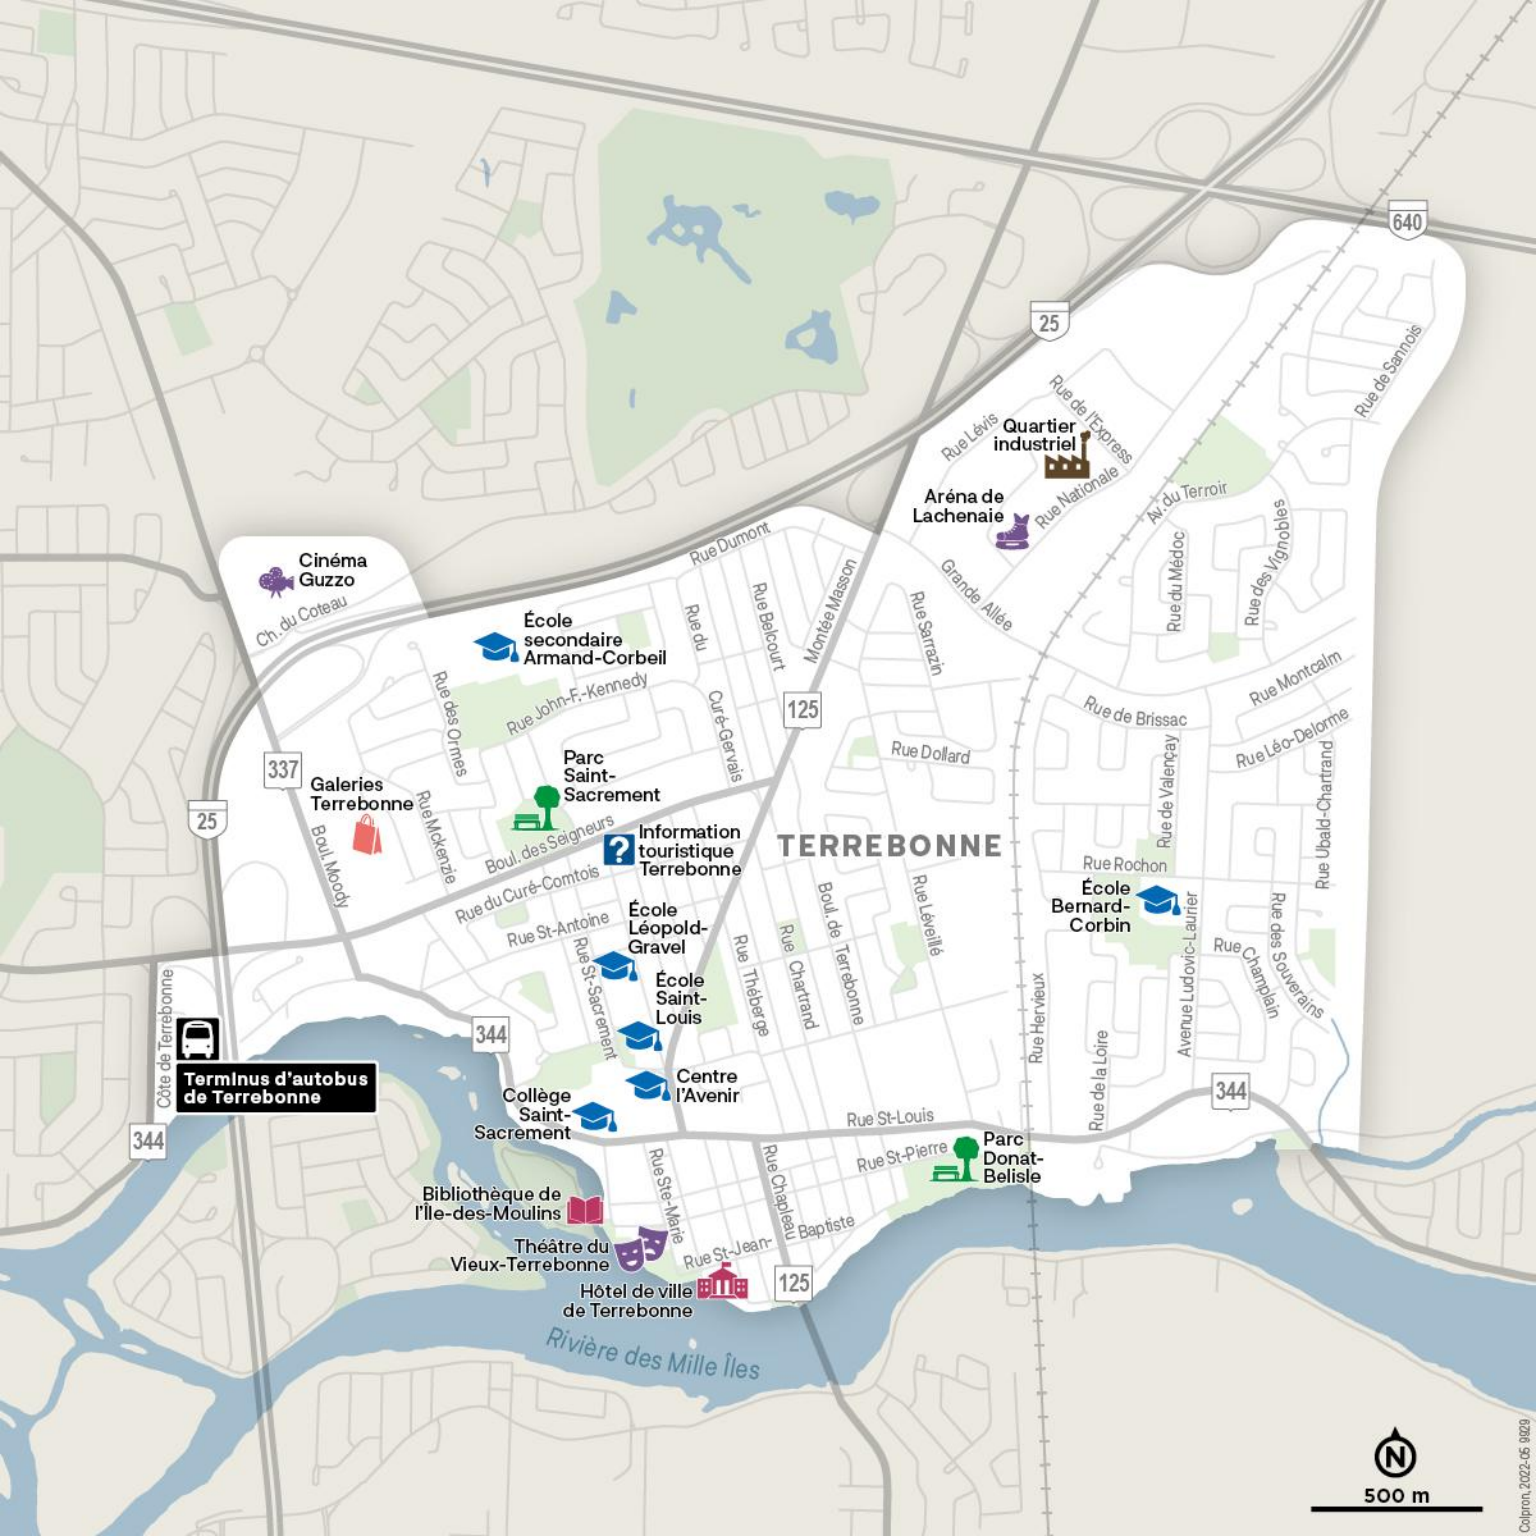 640
25
Rue de Sannois
Rue de l'Express
Rue Lévis
Quartier
industriel
Rue Nationale
Aréna de
Lachenaie
Av. du Terroir
Rue des Vignobles
Rue du Médoc
Rue Dumont
Cinéma
Guzzo
Ch. du Coteau
Montée Masson
Grande Allée
Rue Sarrazin
Rue Belcourt
Rue du
Curé-Gervais
École
secondaire
Armand-Corbeil
Rue John-F.-Kennedy
Rue des Ormes
Rue Montcalm
Rue de Brissac
Rue Léo-Delorme
125
Rue Dollard
Rue de Valençay
Rue Ubald-Chartrand
337
Parc
Saint-
Sacrement
Galeries
Terrebonne
Rue Mckenzie
25
Boul. Moody
Boul. des Seigneurs
Information
touristique
Terrebonne
TERREBONNE
Rue du Curé-Comtois
Rue Rochon
École
Bernard-
Corbin
Rue St-Antoine
École
Léopold-
Gravel
Rue St-Sacrement
École
Saint-
Louis
Rue Théberge
Rue Chartrand
Boul. de Terrebonne
Rue Léveillé
Rue Hervieux
Avenue Ludovic-Laurier
Rue Champlain
Rue des Souverains
Rue de la Loire
Côte de Terrebonne
344
Terminus d'autobus
de Terrebonne
344
Centre
l'Avenir
Collège
Saint-
Sacrement
344
Rue St-Louis
Rue St-Pierre
Parc
Donat-
Belisle
Rue Ste-Marie
Rue Chapleau
Bibliothèque de
l'Île-des-Moulins
Rue St-Jean-Baptiste
Théâtre du
Vieux-Terrebonne
Hôtel de ville
de Terrebonne
125
Rivière des Mille Îles
N
500 m
Colpron, 2022-05 9929